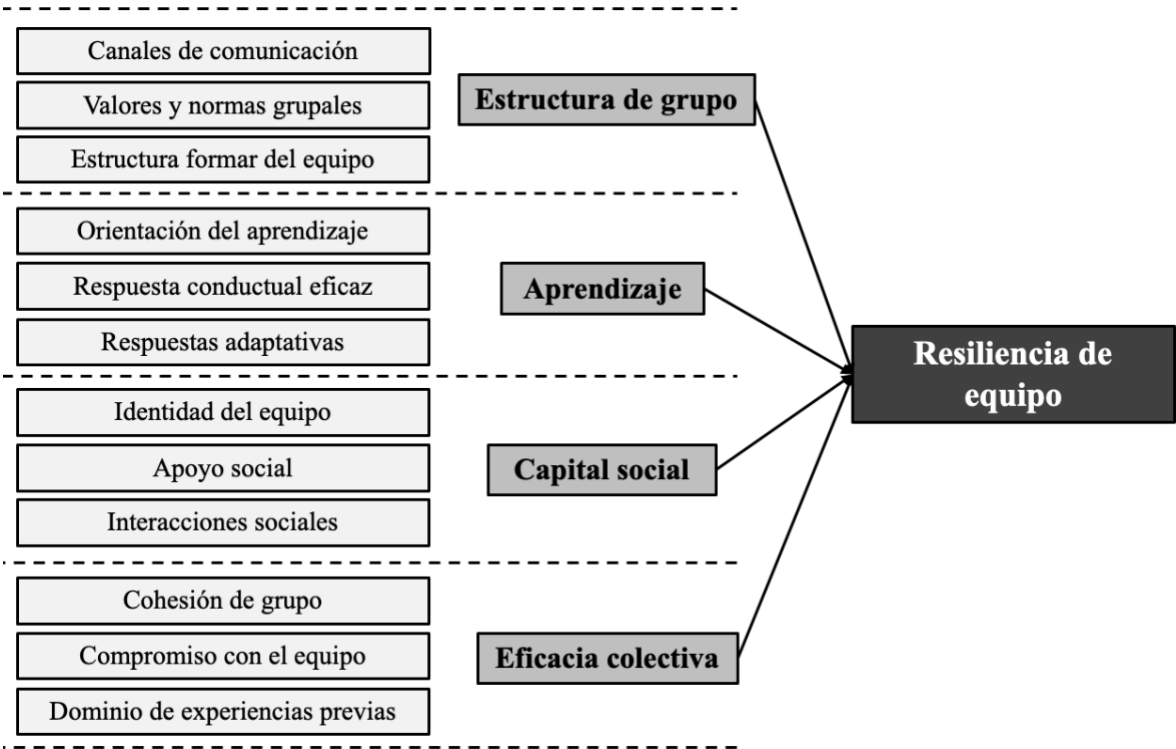 Canales de comunicación
Valores y normas grupales
Estructura formar del equipo
Estructura de grupo
Orientación del aprendizaje
Respuesta conductual eficaz
Respuestas adaptativas
Aprendizaje
Identidad del equipo
Apoyo social
Interacciones sociales
Capital social
Cohesión de grupo
Compromiso con el equipo
Dominio de experiencias previas
Eficacia colectiva
Resiliencia de
equipo